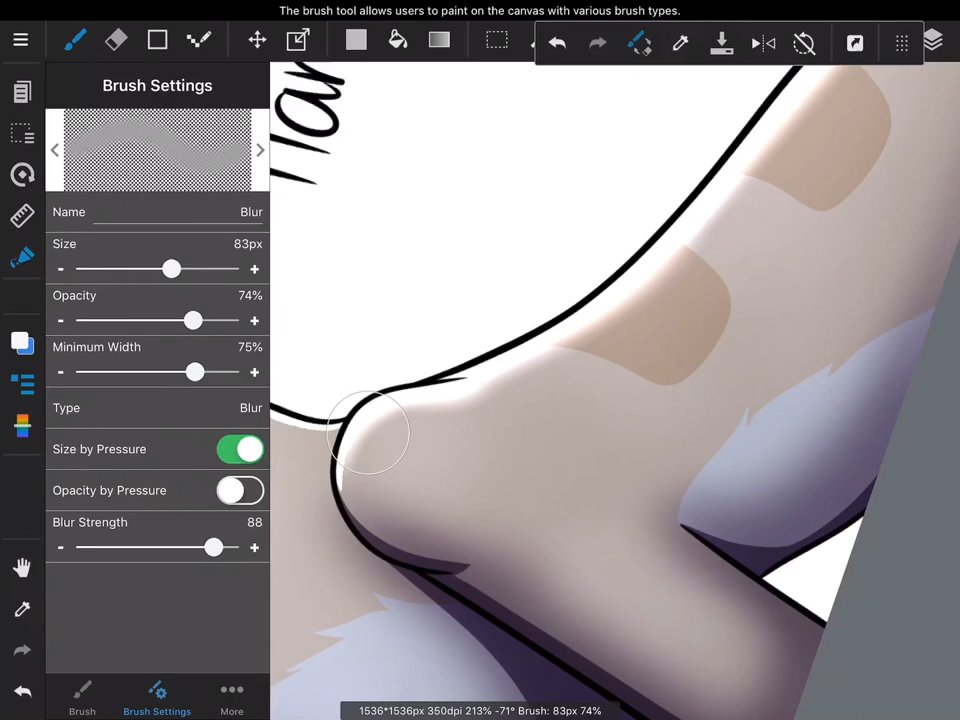 The brush tool allows users to paint on the canvas with various brush types.
Brush Settings
Name Blur
Size 83px
- +
Opacity 74%
- +
Minimum Width 75%
- +
Type Blur
Size by Pressure
Opacity by Pressure
Blur Strength 88
- +
Brush Brush Settings More
1536*1536px 350dpi 213% -71° Brush: 83px 74%